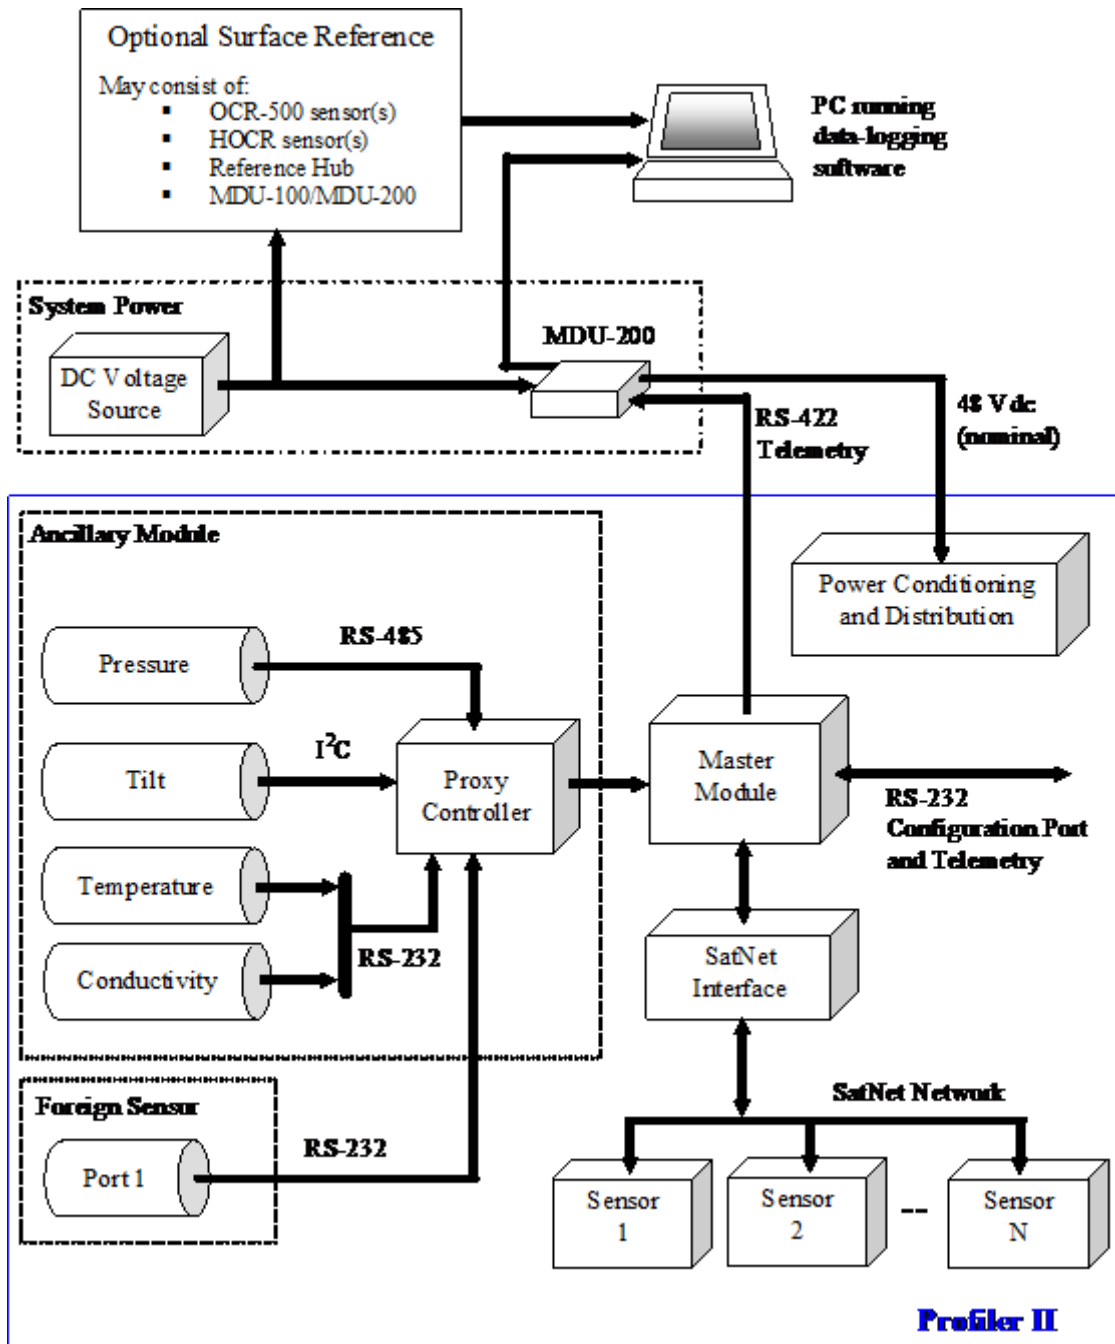 Optional Surface Reference
May consist of:
▪ OCR-500 sensor(s)
▪ HOCR sensor(s)
▪ Reference Hub
▪ MDU-100/MDU-200
PC running
data-logging
software
System Power
DC Voltage
Source
MDU-200
RS-422
Telemetry
48 Vdc
(nominal)
Ancillary Module
Pressure
RS-485
Tilt
I²C
Temperature
Conductivity
RS-232
Proxy
Controller
Power Conditioning
and Distribution
Master
Module
RS-232
Configuration Port
and Telemetry
SatNet
Interface
SatNet Network
Foreign Sensor
Port 1
RS-232
Sensor
1
Sensor
2
--
Sensor
N
Profiler II